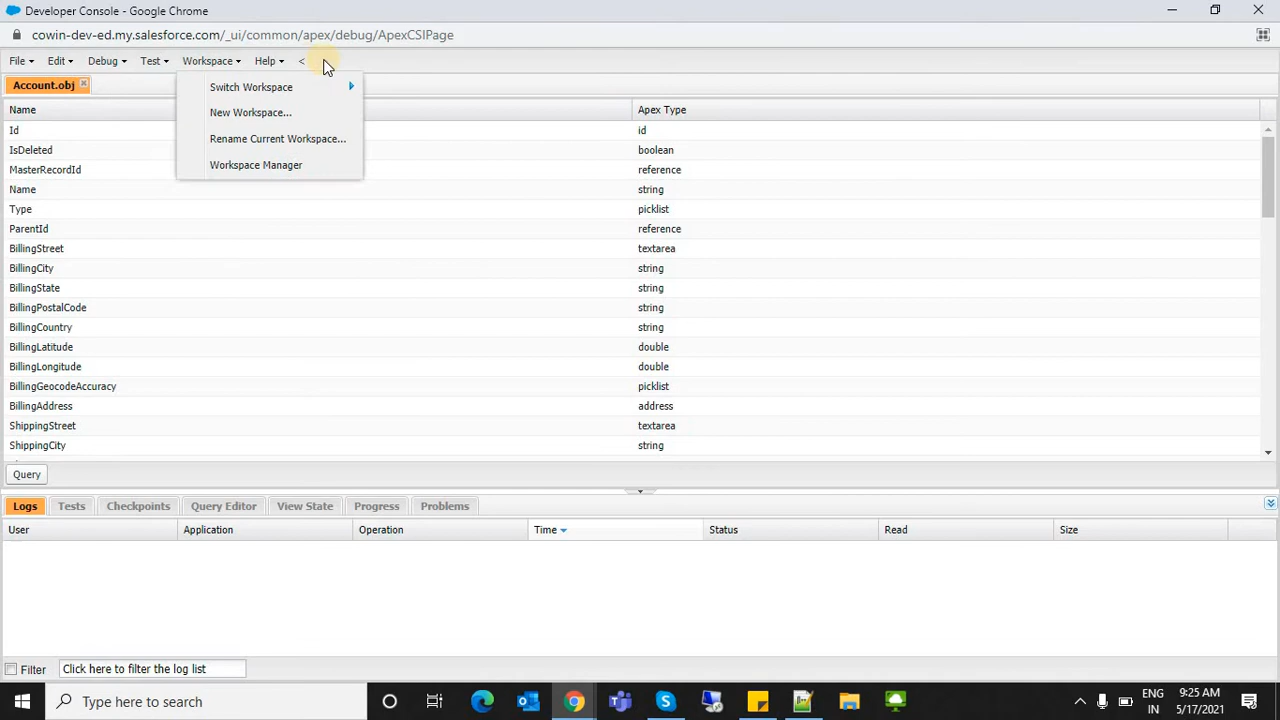 Developer Console - Google Chrome
cowin-dev-ed.my.salesforce.com/_ui/common/apex/debug/ApexCSIPage
File Edit Debug Test Workspace Help <
Account.obj
Switch Workspace
New Workspace...
Rename Current Workspace...
Workspace Manager
Name Apex Type
Id id
IsDeleted boolean
MasterRecordId reference
Name string
Type picklist
ParentId reference
BillingStreet textarea
BillingCity string
BillingState string
BillingPostalCode string
BillingCountry string
BillingLatitude double
BillingLongitude double
BillingGeocodeAccuracy picklist
BillingAddress address
ShippingStreet textarea
ShippingCity string
Query
Logs Tests Checkpoints Query Editor View State Progress Problems
User Application Operation Time Status Read Size
Filter Click here to filter the log list
Type here to search
ENG 9:25 AM
IN 5/17/2021